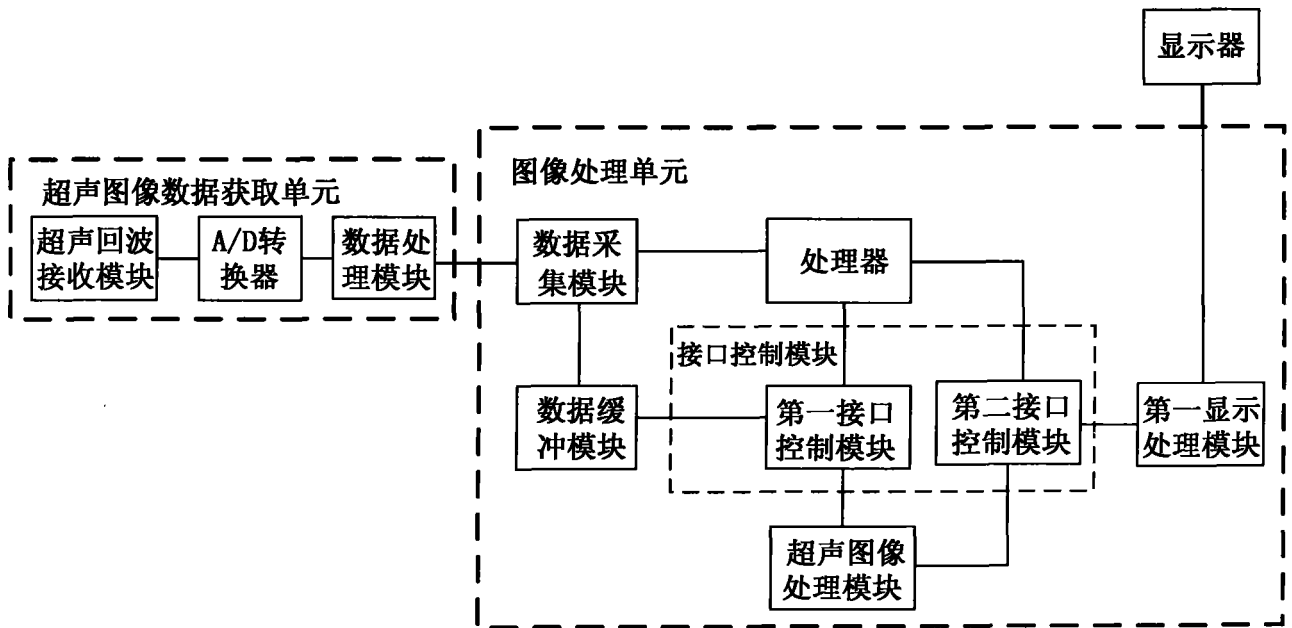 显示器
超声图像数据获取单元
超声回波
接收模块
A/D转
换器
数据处
理模块
图像处理单元
数据采
集模块
处理器
接口控制模块
数据缓
冲模块
第一接口
控制模块
第二接口
控制模块
第一显示
处理模块
超声图像
处理模块